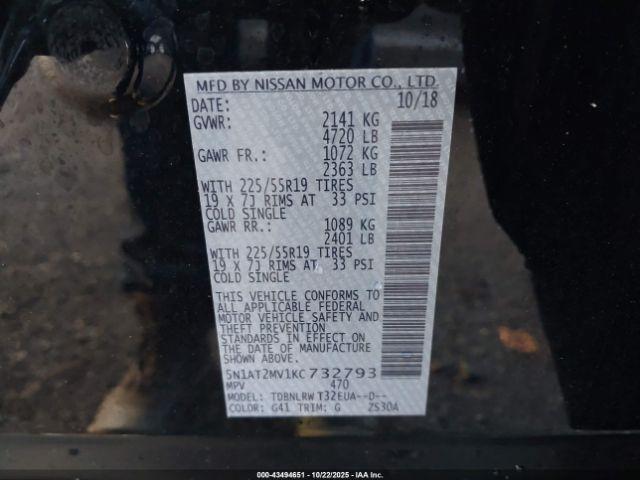 MFD BY NISSAN MOTOR CO., LTD.
DATE: 10/18
GVWR: 2141 KG
4720 LB
GAWR FR.: 1072 KG
2363 LB
WITH 225/55R19 TIRES
19 X 7J RIMS AT 33 PSI
COLD SINGLE
GAWR RR.: 1089 KG
2401 LB
WITH 225/55R19 TIRES
19 X 7J RIMS AT 33 PSI
COLD SINGLE
THIS VEHICLE CONFORMS TO
ALL APPLICABLE FEDERAL
MOTOR VEHICLE SAFETY AND
THEFT PREVENTION
STANDARDS IN EFFECT ON
THE DATE OF MANUFACTURE
SHOWN ABOVE.
5N1AT2MV1KC732793
MPV 470
MODEL: TDBNLRW T32EUA--D--
COLOR: G41 TRIM: G ZS30A
000-43494651 - 10/22/2025 - IAAI.COM